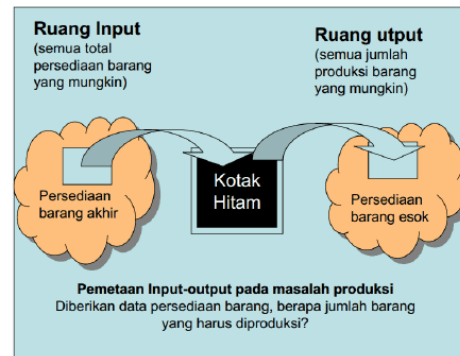 Ruang Input
(semua total
persediaan barang
yang mungkin)
Ruang utput
(semua jumlah
produksi barang
yang mungkin)
Persediaan
barang akhir
Kotak
Hitam
Persediaan
barang esok
Pemetaan Input-output pada masalah produksi
Diberikan data persediaan barang, berapa jumlah barang
yang harus diproduksi?